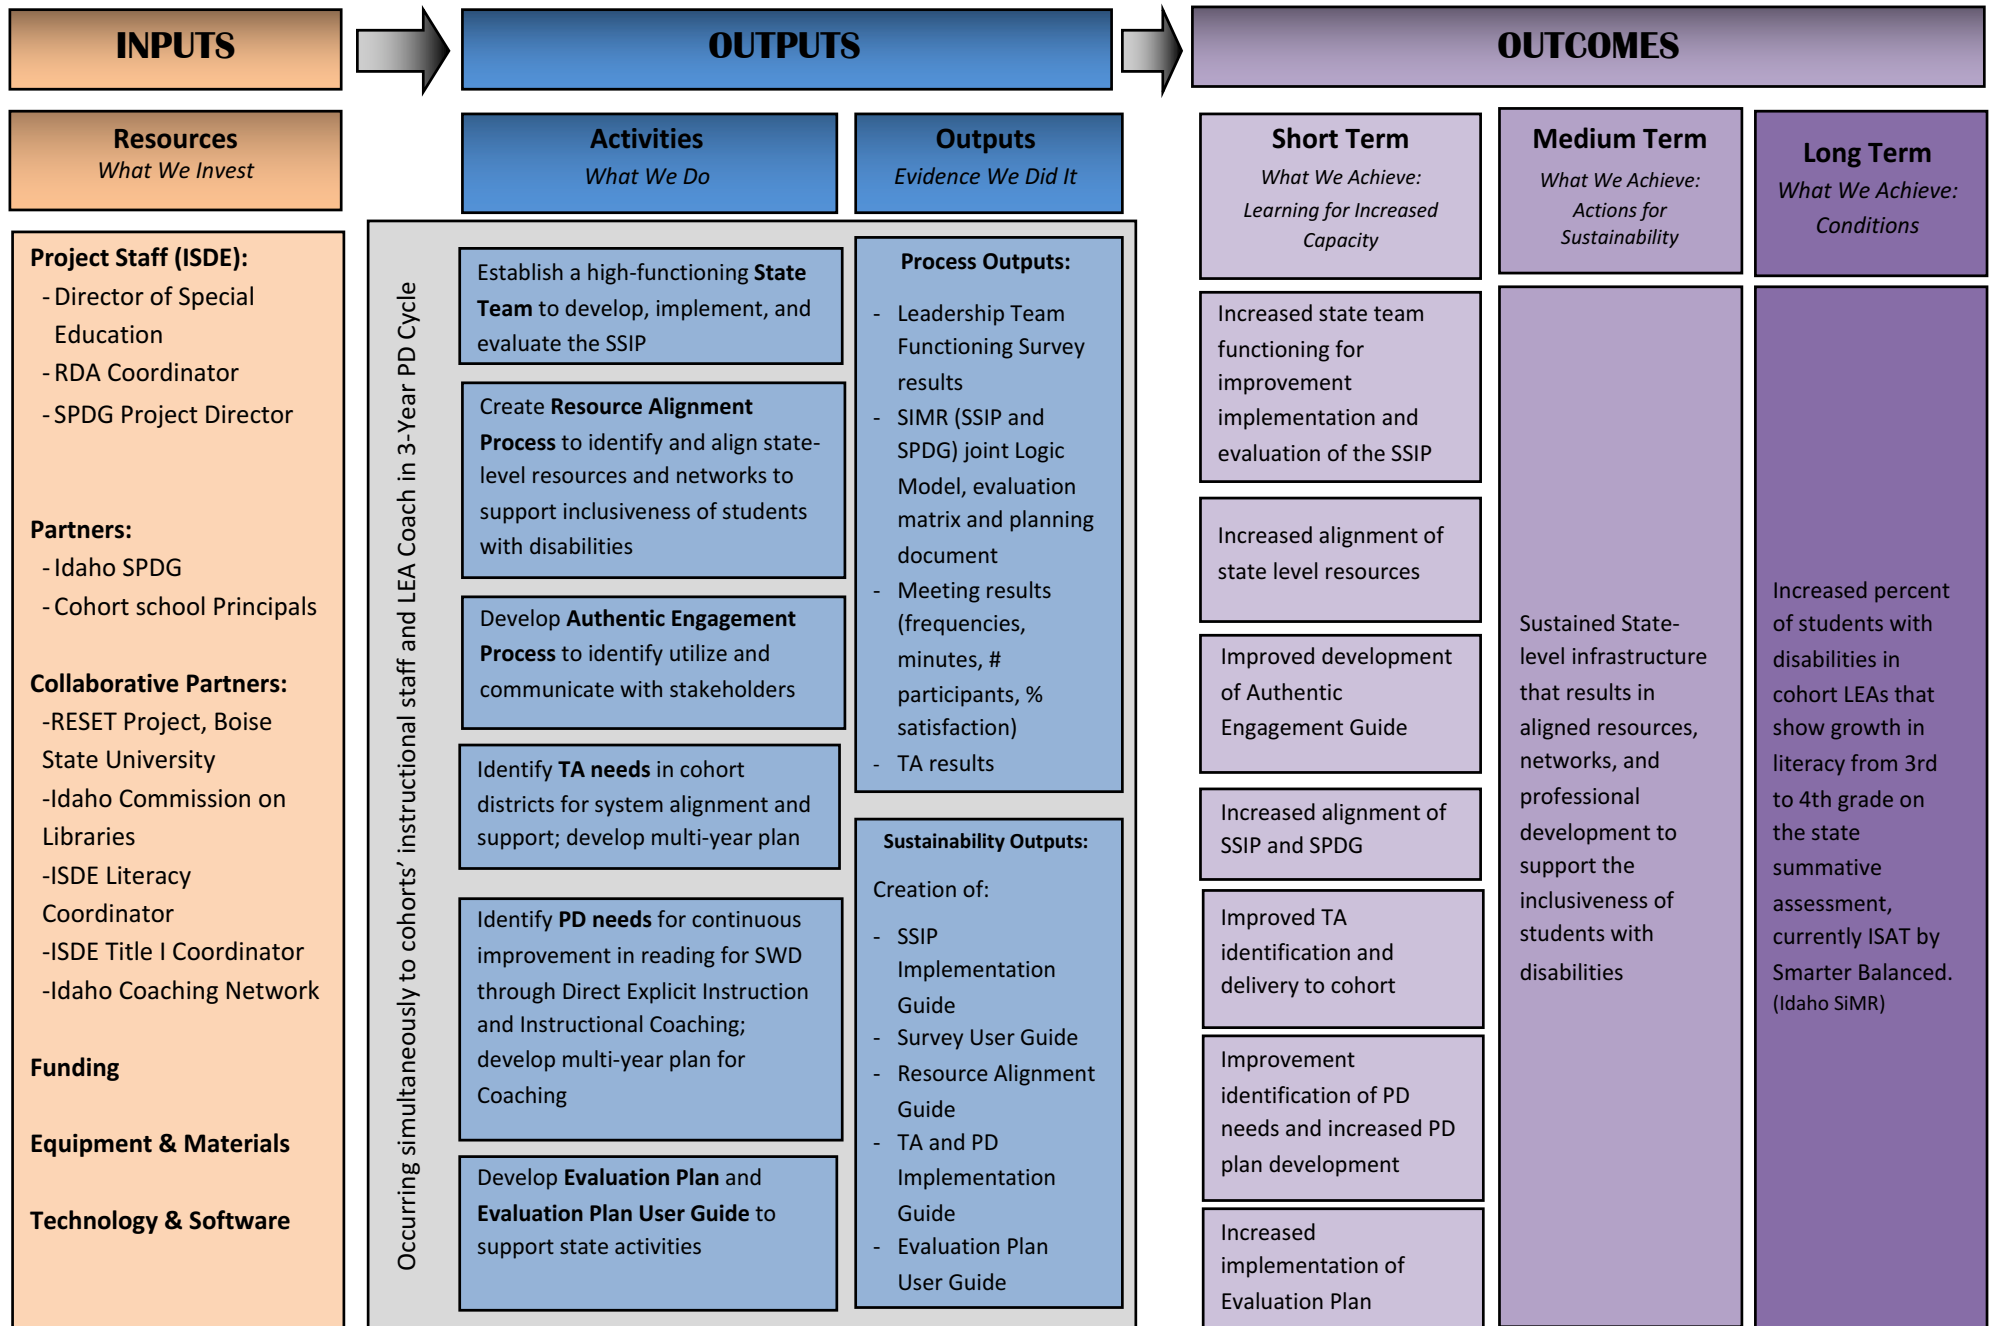 INPUTS
OUTPUTS
OUTCOMES
Resources
What We Invest
Activities
What We Do
Outputs
Evidence We Did It
Short Term
What We Achieve:
Learning for Increased
Capacity
Medium Term
What We Achieve:
Actions for
Sustainability
Long Term
What We Achieve:
Conditions
Project Staff (ISDE):
- Director of Special
Education
- RDA Coordinator
- SPDG Project Director
Partners:
- Idaho SPDG
- Cohort school Principals
Collaborative Partners:
-RESET Project, Boise
State University
-Idaho Commission on
Libraries
-ISDE Literacy
Coordinator
-ISDE Title I Coordinator
-Idaho Coaching Network
Funding
Equipment & Materials
Technology & Software
Occurring simultaneously to cohorts’ instructional staff and LEA Coach in 3-Year PD Cycle
Establish a high-functioning State
Team to develop, implement, and
evaluate the SSIP
Create Resource Alignment
Process to identify and align state-
level resources and networks to
support inclusiveness of students
with disabilities
Develop Authentic Engagement
Process to identify utilize and
communicate with stakeholders
Identify TA needs in cohort
districts for system alignment and
support; develop multi-year plan
Identify PD needs for continuous
improvement in reading for SWD
through Direct Explicit Instruction
and Instructional Coaching;
develop multi-year plan for
Coaching
Develop Evaluation Plan and
Evaluation Plan User Guide to
support state activities
Process Outputs:
- Leadership Team
Functioning Survey
results
- SIMR (SSIP and
SPDG) joint Logic
Model, evaluation
matrix and planning
document
- Meeting results
(frequencies,
minutes, #
participants, %
satisfaction)
- TA results
Sustainability Outputs:
Creation of:
- SSIP
Implementation
Guide
- Survey User Guide
- Resource Alignment
Guide
- TA and PD
Implementation
Guide
- Evaluation Plan
User Guide
Increased state team
functioning for
improvement
implementation and
evaluation of the SSIP
Increased alignment of
state level resources
Improved development
of Authentic
Engagement Guide
Increased alignment of
SSIP and SPDG
Improved TA
identification and
delivery to cohort
Improvement
identification of PD
needs and increased PD
plan development
Increased
implementation of
Evaluation Plan
Sustained State-
level infrastructure
that results in
aligned resources,
networks, and
professional
development to
support the
inclusiveness of
students with
disabilities
Increased percent
of students with
disabilities in
cohort LEAs that
show growth in
literacy from 3rd
to 4th grade on
the state
summative
assessment,
currently ISAT by
Smarter Balanced.
(Idaho SiMR)